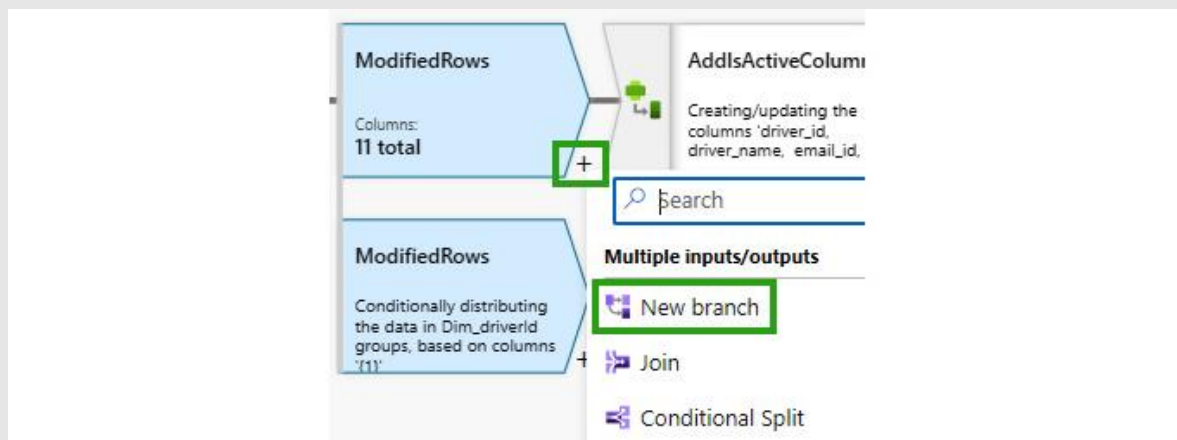 ModifiedRows
Columns:
11 total
+
AddIsActiveColum
Creating/updating the
columns 'driver_id,
driver_name, email_id,
Search
Multiple inputs/outputs
New branch
Join
Conditional Split
ModifiedRows
Conditionally distributing
the data in Dim_driverId
groups, based on columns
'{1}'
+